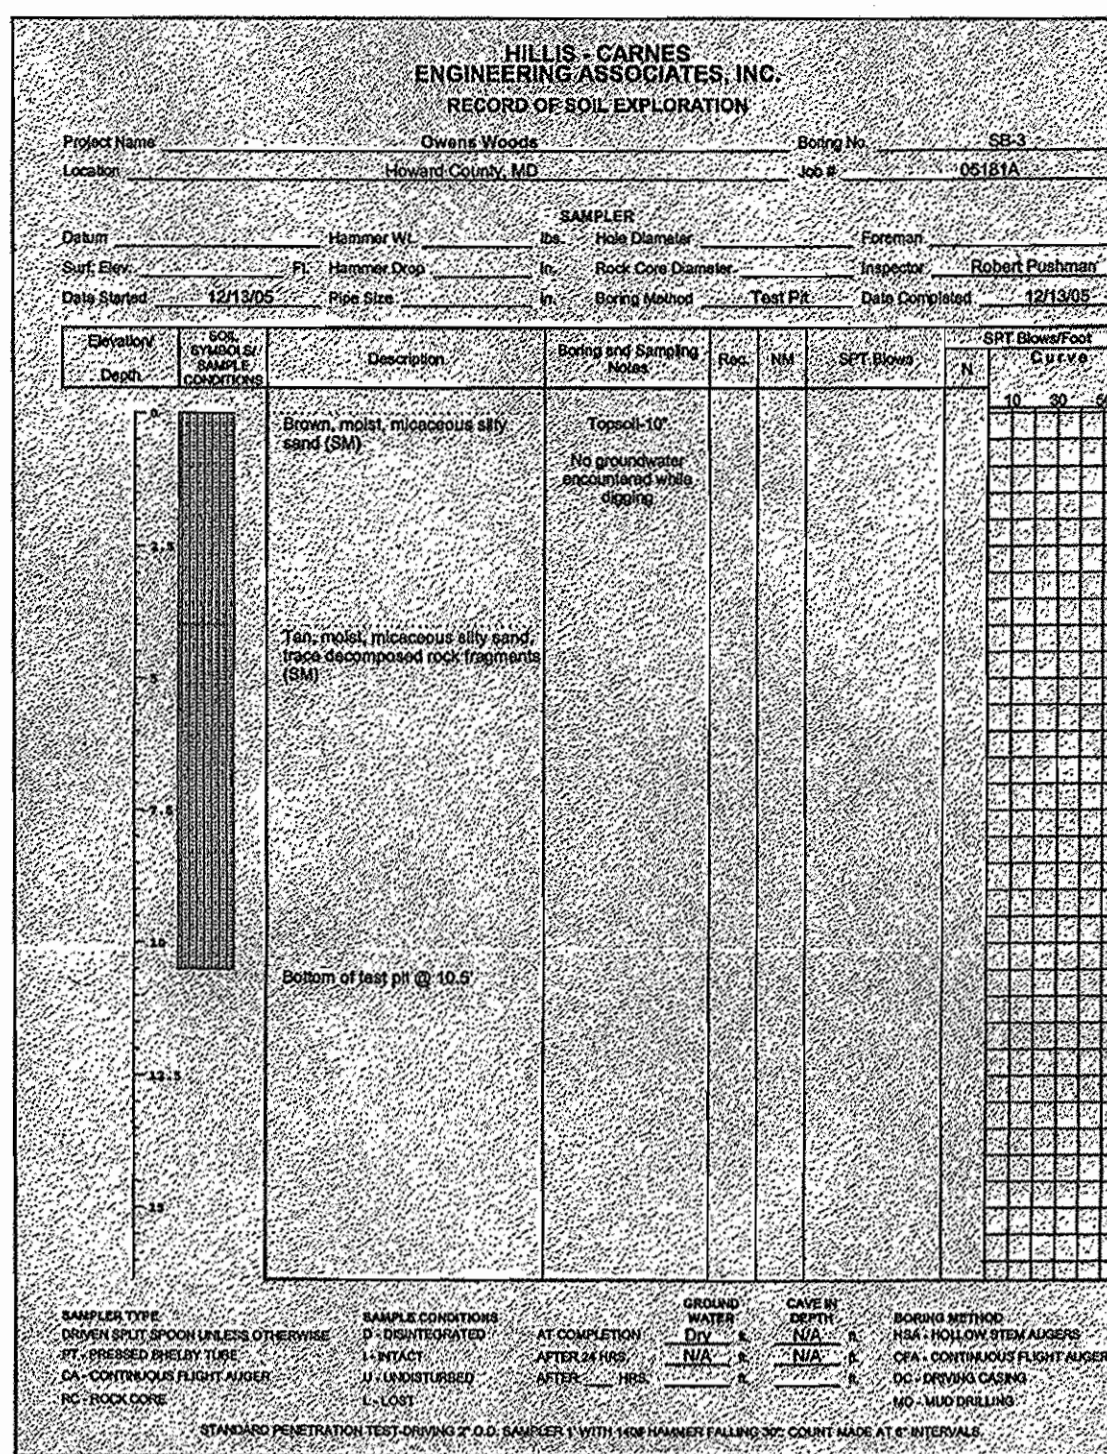 HILLIS - CARNES
ENGINEERING ASSOCIATES, INC.
RECORD OF SOIL EXPLORATION
Project Name Owens Woods Boring No. SB-3
Location Howard County, MD Job # 05181A
SAMPLER
Datum Hammer Wt. lbs. Hole Diameter Foreman
Surf. Elev. Ft. Hammer Drop in. Rock Core Diameter Inspector Robert Pushman
Date Started 12/13/05 Pipe Size in. Boring Method Test Pit Date Completed 12/13/05
Elevation/ Depth SOIL SYMBOLS/ SAMPLE CONDITIONS Description Boring and Sampling Notes Rec. NM SPT Blows SPT Blows/Foot
N Curve
10 30
0
Brown, moist, micaceous silty sand (SM)
Topsoil-10"
No groundwater encountered while digging
2.5
Tan, moist, micaceous silty sand, trace decomposed rock fragments (SM)
5
7.5
10
Bottom of test pit @ 10.5'
12.5
15
SAMPLER TYPE
DRIVEN SPLIT SPOON UNLESS OTHERWISE
PT - PRESSED SHELBY TUBE
CA - CONTINUOUS FLIGHT AUGER
RC - ROCK CORE
SAMPLE CONDITIONS
D - DISINTEGRATED
I - INTACT
U - UNDISTURBED
L - LOST
GROUND WATER CAVE IN DEPTH
AT COMPLETION Dry ft. N/A ft.
AFTER 24 HRS. N/A ft. N/A ft.
AFTER HRS. ft. ft.
BORING METHOD
HSA - HOLLOW STEM AUGERS
CFA - CONTINUOUS FLIGHT AUGER
DC - DRIVING CASING
MD - MUD DRILLING
STANDARD PENETRATION TEST-DRIVING 2" O.D. SAMPLER 1' WITH 140# HAMMER FALLING 30": COUNT MADE AT 6" INTERVALS.